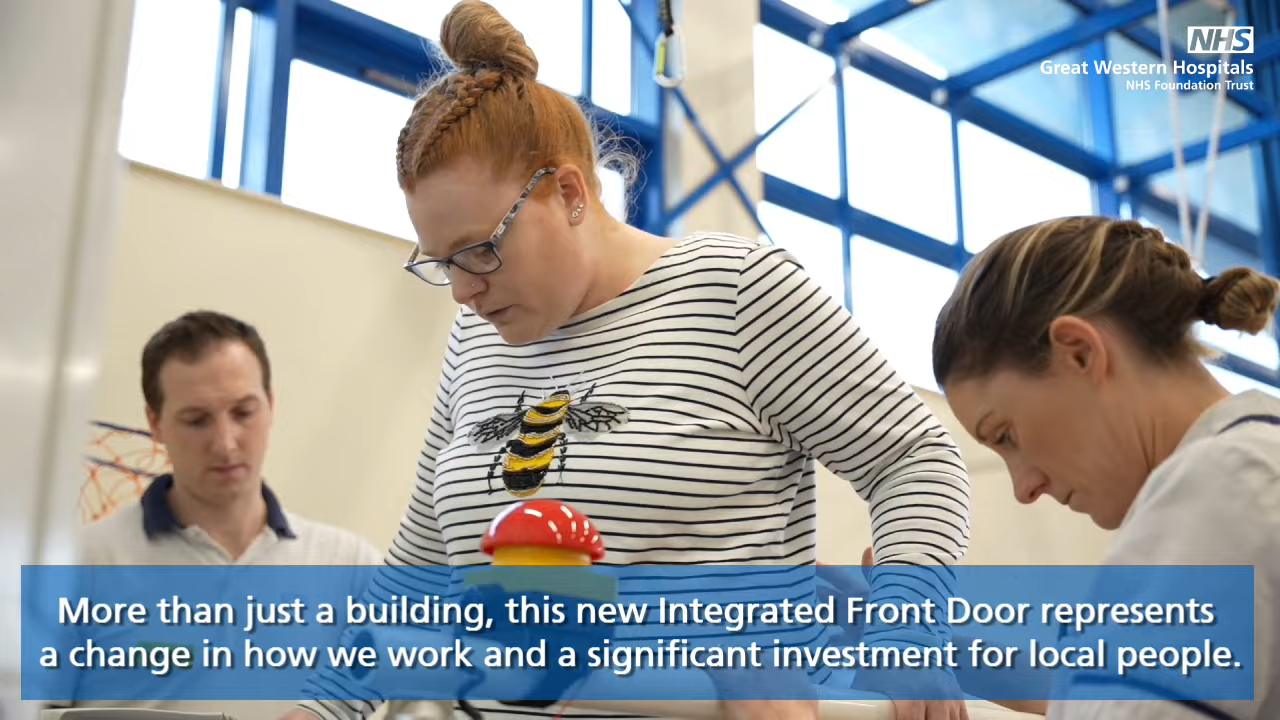 NHS
Great Western Hospitals
NHS Foundation Trust
More than just a building, this new Integrated Front Door represents
a change in how we work and a significant investment for local people.